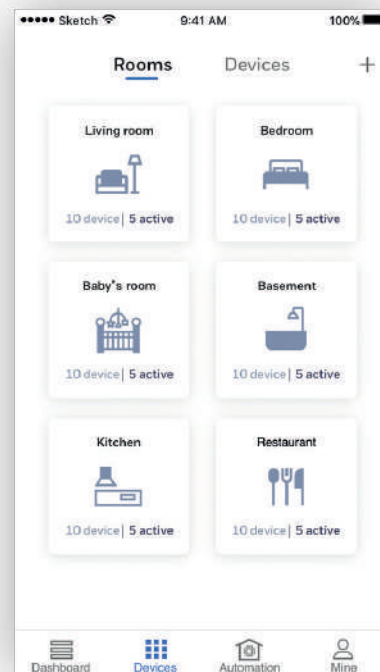 Sketch 9:41 AM 100%
Rooms Devices +
Living room Bedroom
10 device| 5 active 10 device| 5 active
Baby's room Basement
10 device| 5 active 10 device| 5 active
Kitchen Restaurant
10 device| 5 active 10 device| 5 active
Dashboard Devices Automation Mine